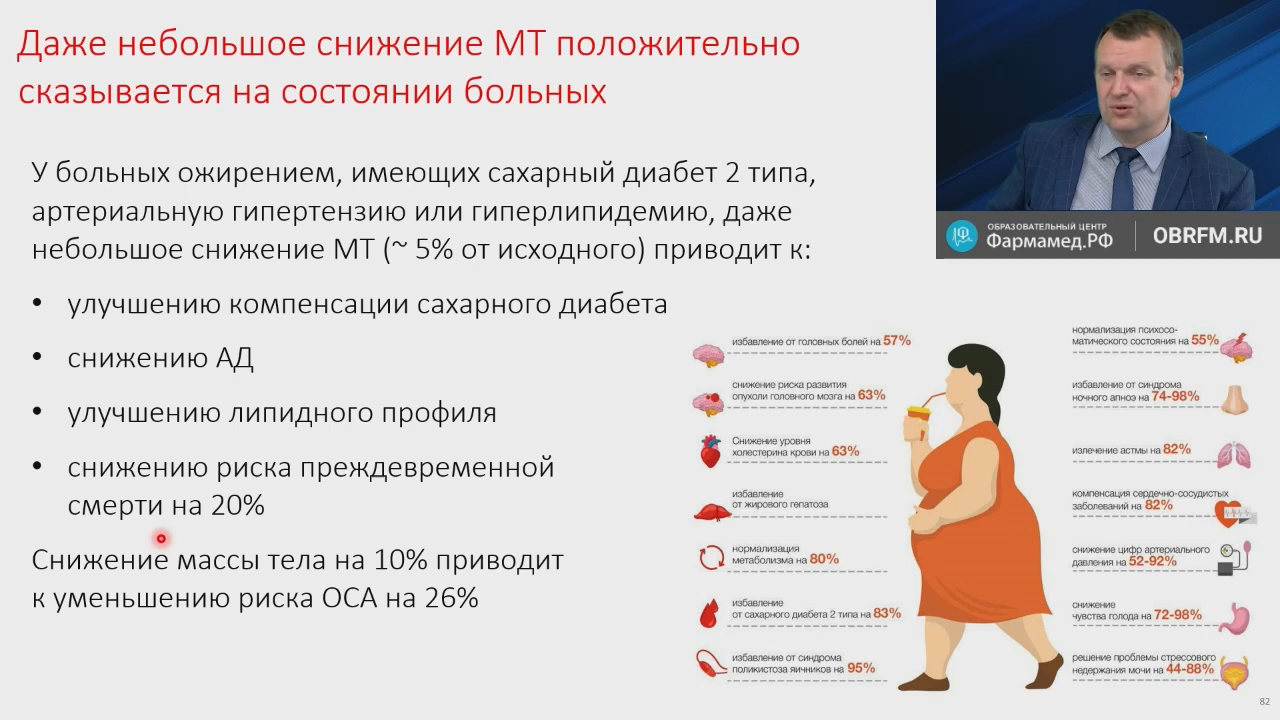 Даже небольшое снижение МТ положительно
сказывается на состоянии больных
У больных ожирением, имеющих сахарный диабет 2 типа,
артериальную гипертензию или гиперлипидемию, даже
небольшое снижение МТ (~ 5% от исходного) приводит к:
• улучшению компенсации сахарного диабета
• снижению АД
• улучшению липидного профиля
• снижению риска преждевременной
смерти на 20%
Снижение массы тела на 10% приводит
к уменьшению риска ОСА на 26%
ОБРАЗОВАТЕЛЬНЫЙ ЦЕНТР
Фармамед.РФ
OBRFM.RU
избавление от головных болей на 57%
снижение риска развития
опухоли головного мозга на 63%
Снижение уровня
холестерина крови на 63%
избавление
от жирового гепатоза
нормализация
метаболизма на 80%
избавление
от сахарного диабета 2 типа на 83%
избавление от синдрома
поликистоза яичников на 95%
нормализация психосо-
матического состояния на 55%
избавление от синдрома
ночного апноэ на 74-98%
излечение астмы на 82%
компенсация сердечно-сосудистых
заболеваний на 82%
снижение цифр артериального
давления на 52-92%
снижение
чувства голода на 72-98%
решение проблемы стрессового
недержания мочи на 44-88%
82